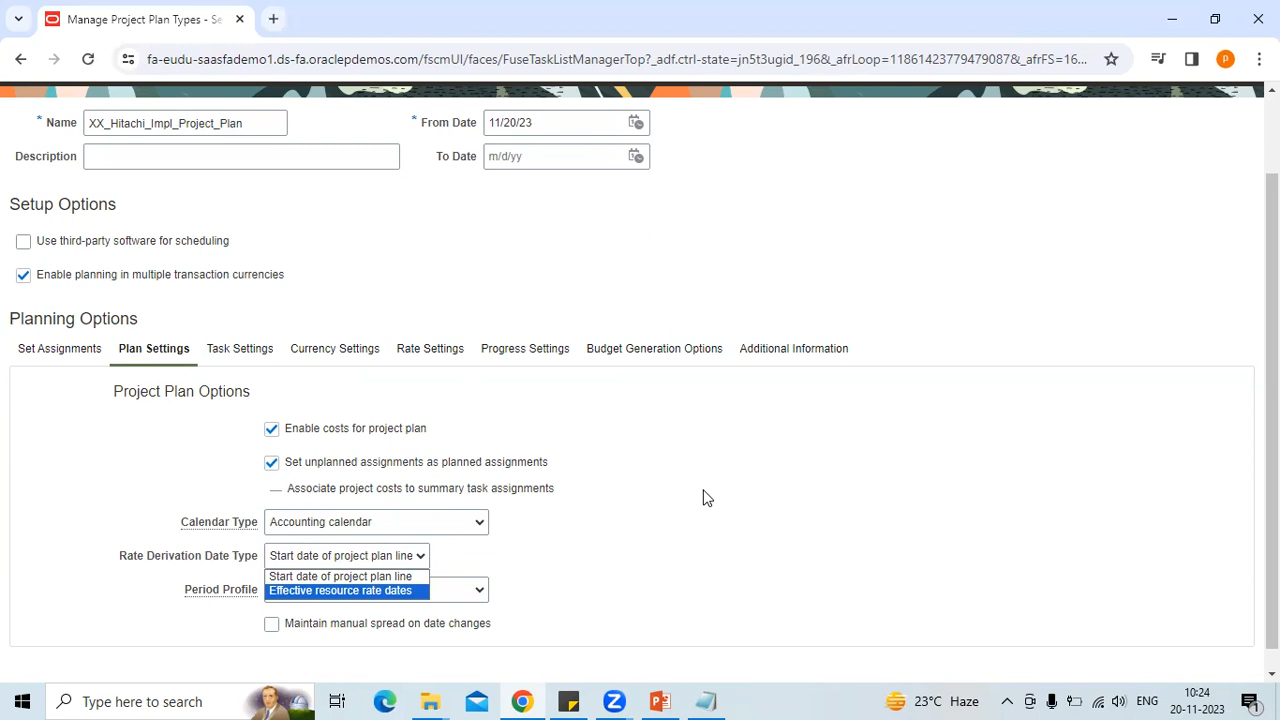 Manage Project Plan Types - Se
fa-eudu-saasfademo1.ds-fa.oraclepdemos.com/fscmUI/faces/FuseTaskListManagerTop?_adf.ctrl-state=jn5t3ugid_196&_afrLoop=11861423779479087&_afrFS=16...
p
* Name XX_Hitachi_Impl_Project_Plan * From Date 11/20/23
Description To Date m/d/yy
Setup Options
Use third-party software for scheduling
Enable planning in multiple transaction currencies
Planning Options
Set Assignments Plan Settings Task Settings Currency Settings Rate Settings Progress Settings Budget Generation Options Additional Information
Project Plan Options
Enable costs for project plan
Set unplanned assignments as planned assignments
Associate project costs to summary task assignments
Calendar Type Accounting calendar
Rate Derivation Date Type Start date of project plan line
Start date of project plan line
Period Profile Effective resource rate dates
Maintain manual spread on date changes
Type here to search 23°C Haze ENG 10:24
20-11-2023